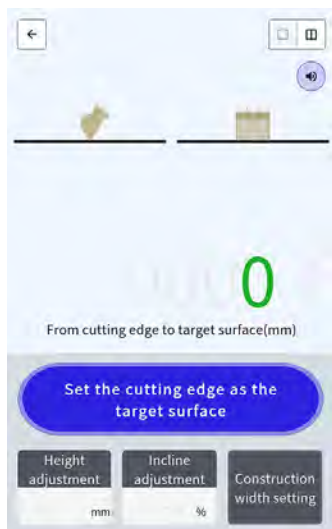 0
From cutting edge to target surface(mm)
Set the cutting edge as the
target surface
Height
adjustment
mm
Incline
adjustment
%
Construction
width setting